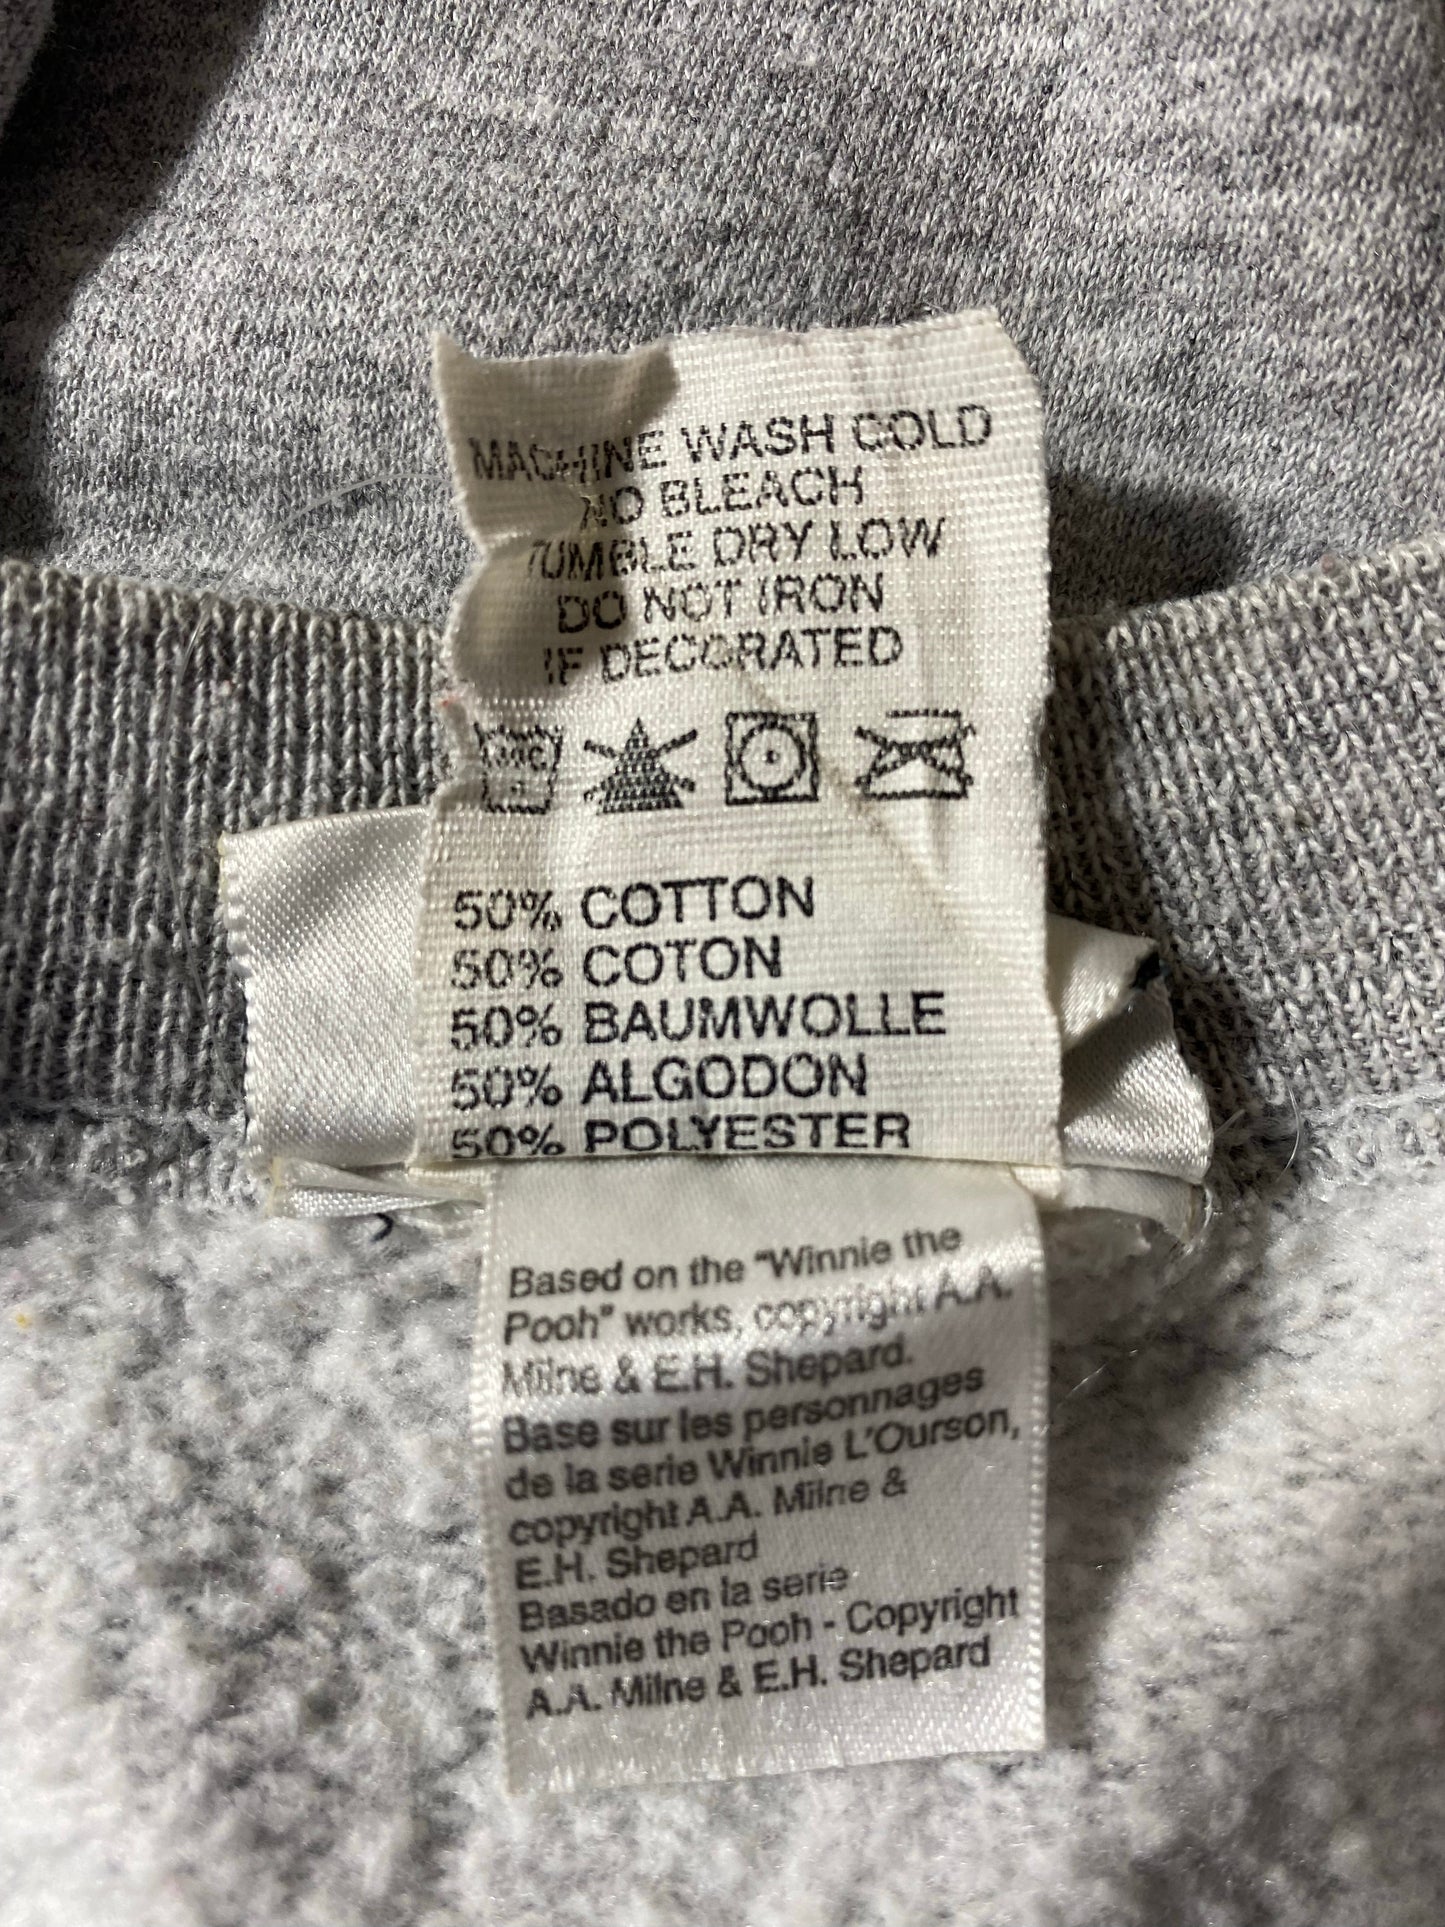 MACHINE WASH COLD
NO BLEACH
TUMBLE DRY LOW
DO NOT IRON
IF DECORATED
50% COTTON
50% COTON
50% BAUMWOLLE
50% ALGODON
50% POLYESTER
Based on the "Winnie the
Pooh" works, copyright A.A.
Milne & E.H. Shepard.
Base sur les personnages
de la serie Winnie L'Ourson,
copyright A.A. Milne &
E.H. Shepard
Basado en la serie
Winnie the Pooh - Copyright
A.A. Milne & E.H. Shepard